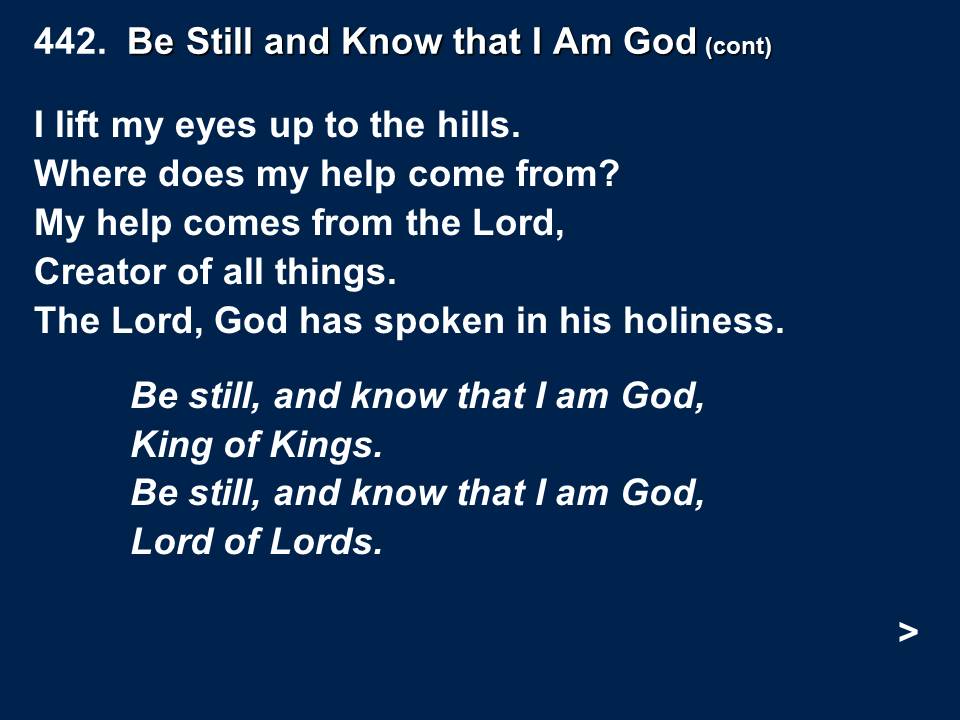 442. Be Still and Know that I Am God (cont)
I lift my eyes up to the hills.
Where does my help come from?
My help comes from the Lord,
Creator of all things.
The Lord, God has spoken in his holiness.
Be still, and know that I am God,
King of Kings.
Be still, and know that I am God,
Lord of Lords.
>